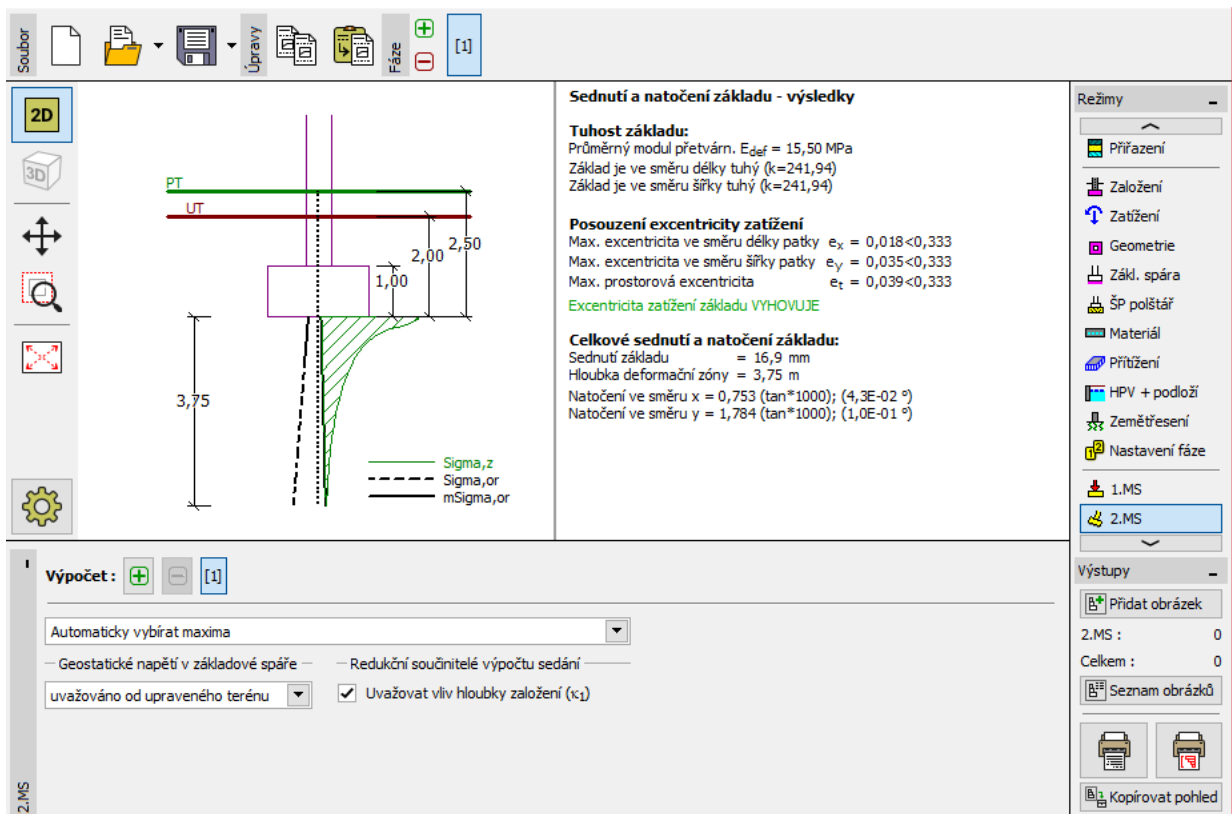 Soubor
Úpravy
Fáze
[1]
2D
3D
PT
UT
2,50
2,00
1,00
3,75
Sigma,z
Sigma,or
mSigma,or
Sednutí a natočení základu - výsledky
Tuhost základu:
Průměrný modul přetvárn. Edef = 15,50 MPa
Základ je ve směru délky tuhý (k=241,94)
Základ je ve směru šířky tuhý (k=241,94)
Posouzení excentricity zatížení
Max. excentricita ve směru délky patky ex = 0,018<0,333
Max. excentricita ve směru šířky patky ey = 0,035<0,333
Max. prostorová excentricita et = 0,039<0,333
Excentricita zatížení základu VYHOVUJE
Celkové sednutí a natočení základu:
Sednutí základu = 16,9 mm
Hloubka deformační zóny = 3,75 m
Natočení ve směru x = 0,753 (tan*1000); (4,3E-02 °)
Natočení ve směru y = 1,784 (tan*1000); (1,0E-01 °)
Režimy
Přiřazení
Založení
Zatížení
Geometrie
Zákl. spára
ŠP polštář
Materiál
Přitížení
HPV + podloží
Zemětřesení
Nastavení fáze
1.MS
2.MS
Výstupy
Přidat obrázek
2.MS : 0
Celkem : 0
Seznam obrázků
Kopírovat pohled
Výpočet : [1]
Automaticky vybírat maxima
Geostatické napětí v základové spáře
Redukční součinitelé výpočtu sedání
uvažováno od upraveného terénu
Uvažovat vliv hloubky založení (κ1)
2.MS